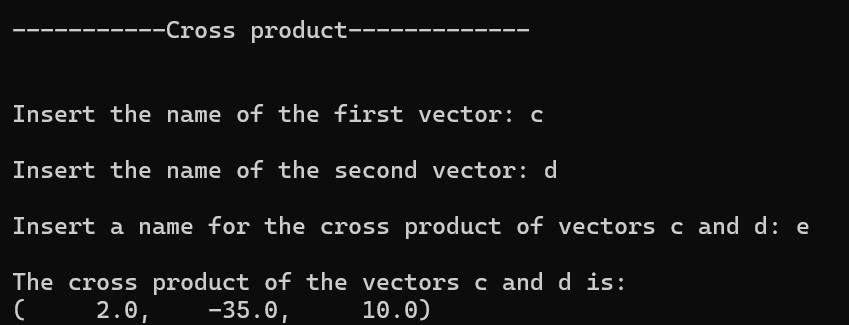 -----------Cross product-------------
Insert the name of the first vector: c
Insert the name of the second vector: d
Insert a name for the cross product of vectors c and d: e
The cross product of the vectors c and d is:
(     2.0,    -35.0,     10.0)